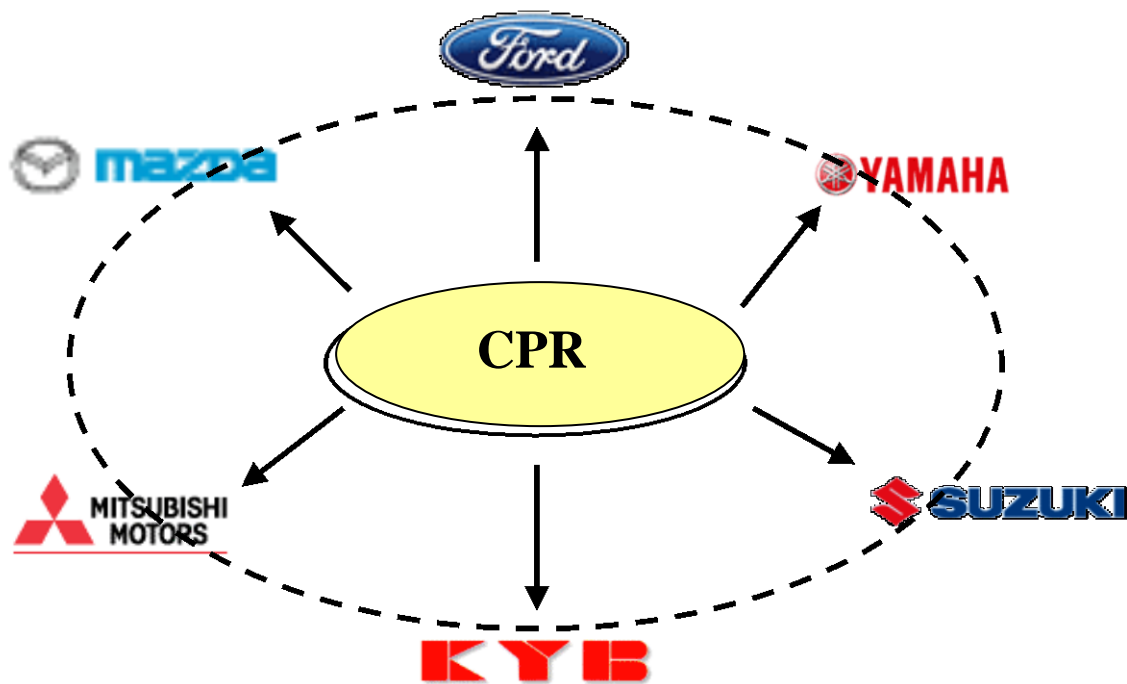 Ford
mazda
YAMAHA
CPR
MITSUBISHI
MOTORS
SUZUKI
KYB